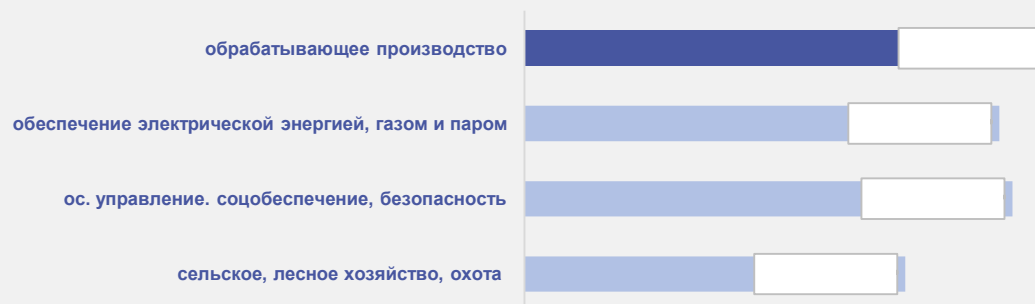 обрабатывающее производство
обеспечение электрической энергией, газом и паром
ос. управление. соцобеспечение, безопасность
сельское, лесное хозяйство, охота